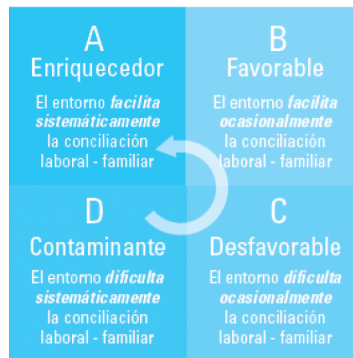 A
Enriquecedor
El entorno facilita
sistemáticamente
la conciliación
laboral - familiar
B
Favorable
El entorno facilita
ocasionalmente
la conciliación
laboral - familiar
D
Contaminante
El entorno dificulta
sistemáticamente
la conciliación
laboral - familiar
C
Desfavorable
El entorno dificulta
ocasionalmente
la conciliación
laboral - familiar